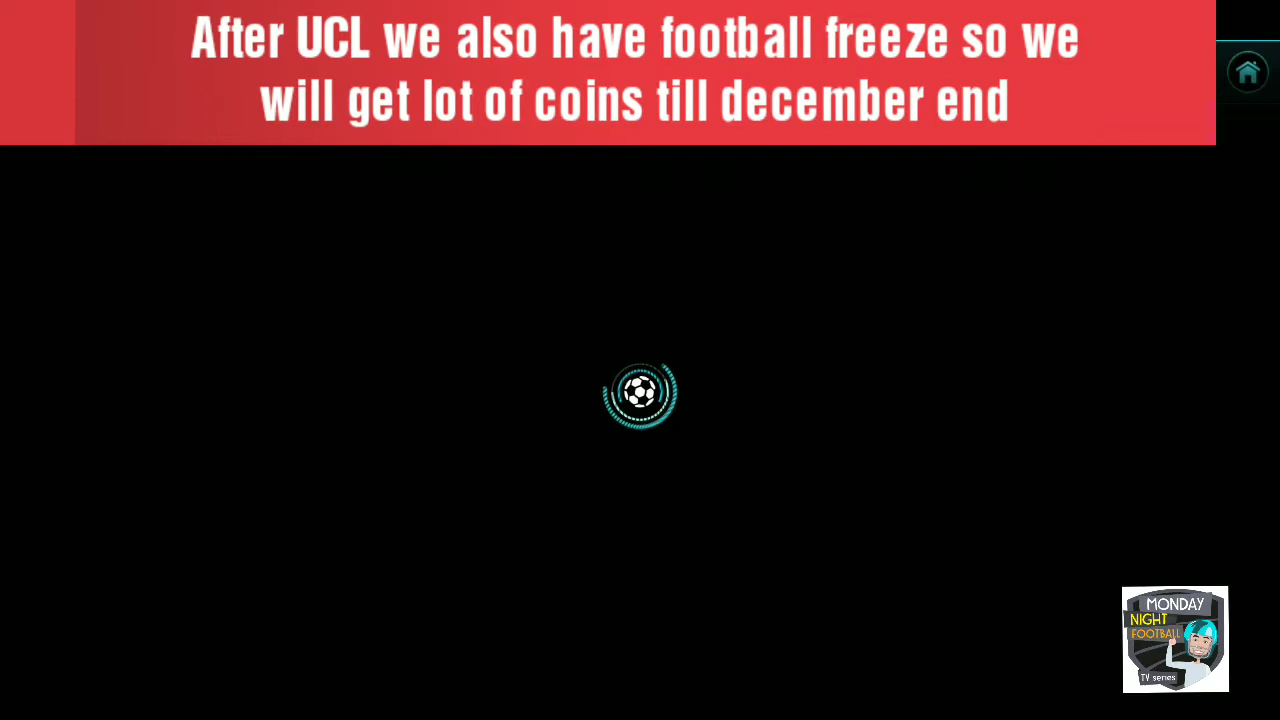 After UCL we also have football freeze so we
will get lot of coins till december end
MONDAY
NIGHT
FOOTBALL
TV series